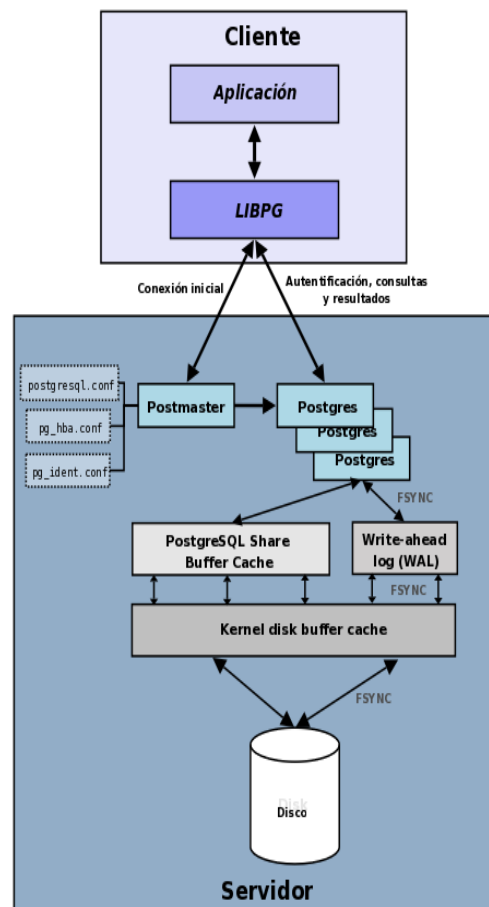 Cliente
Aplicación
LIBPG
Conexión inicial
Autentificación, consultas
y resultados
postgresql.conf
pg_hba.conf
pg_ident.conf
Postmaster
Postgres
Postgres
Postgres
FSYNC
PostgreSQL Share
Buffer Cache
Write-ahead
log (WAL)
FSYNC
Kernel disk buffer cache
FSYNC
Disk
Disco
Servidor